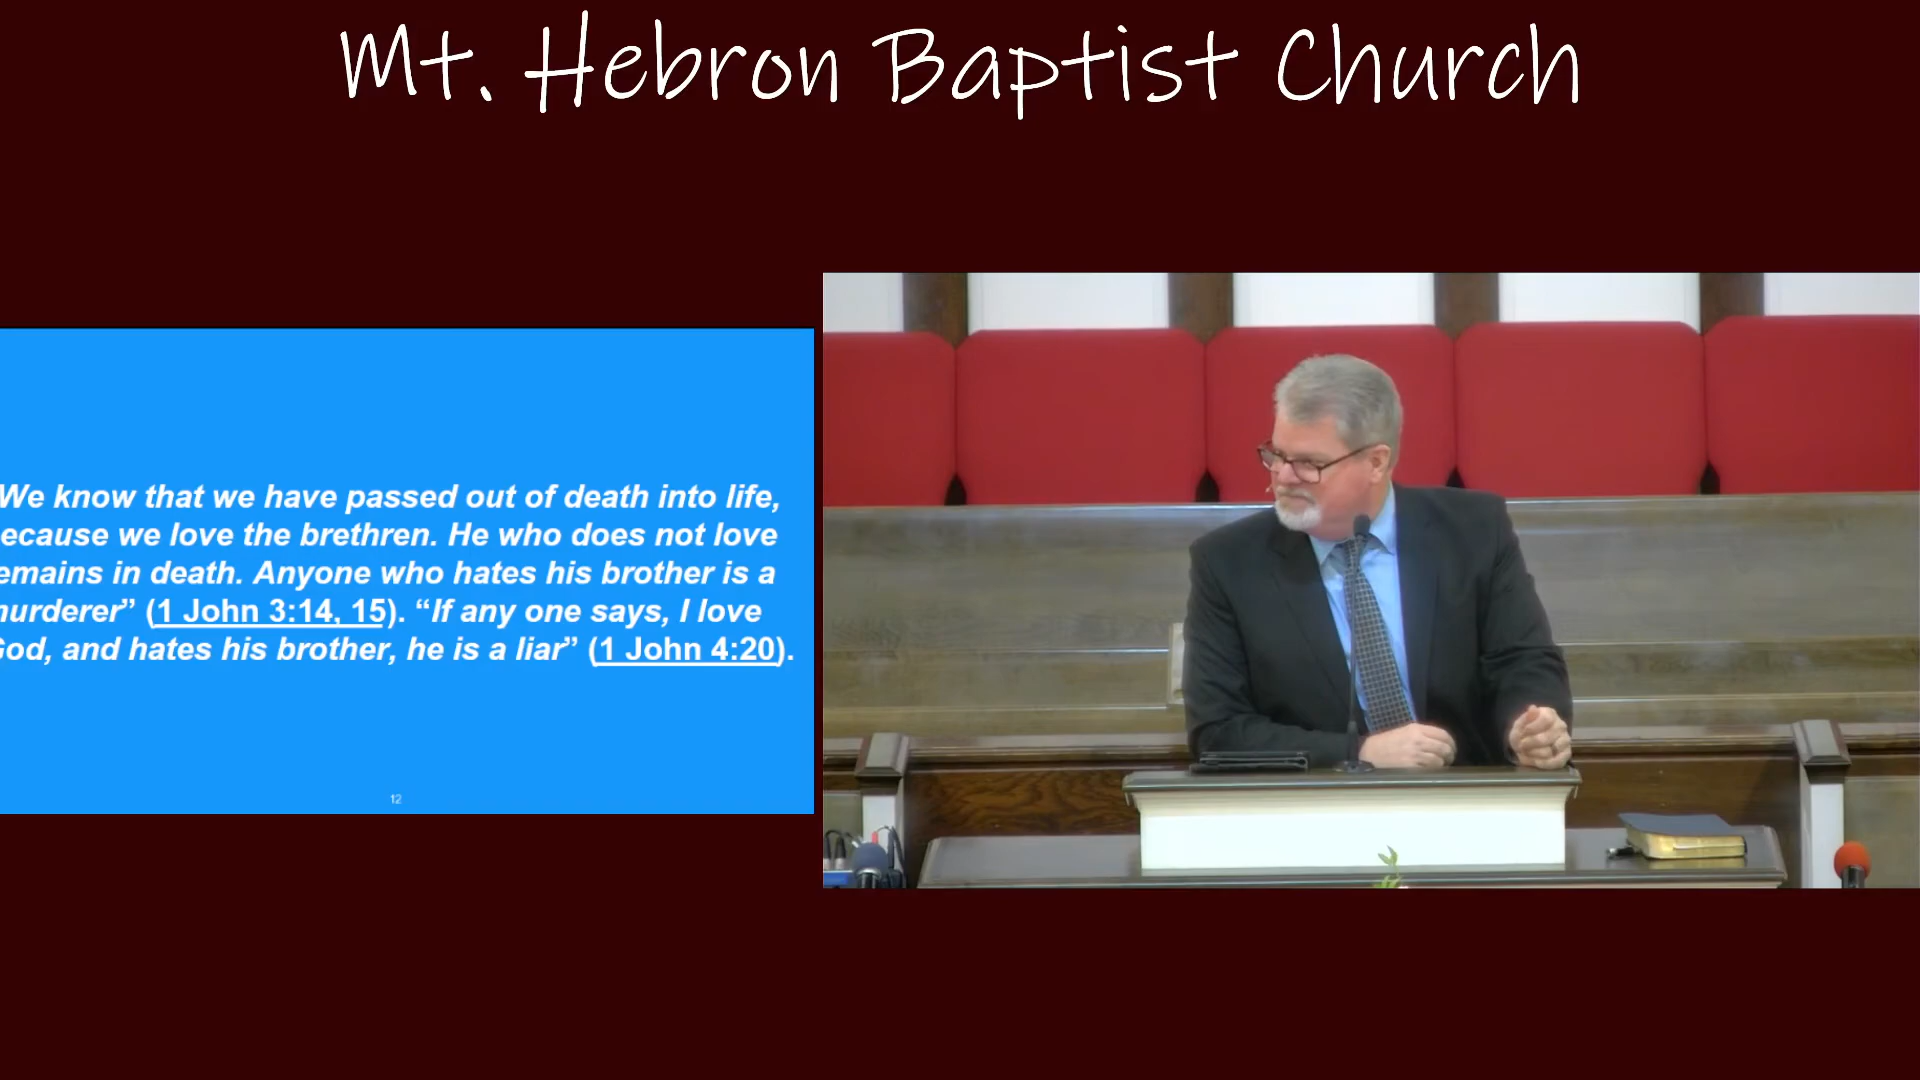 Mt. Hebron Baptist Church
We know that we have passed out of death into life,
ecause we love the brethren. He who does not love
emains in death. Anyone who hates his brother is a
nurderer” (1 John 3:14, 15). “If any one says, I love
God, and hates his brother, he is a liar” (1 John 4:20).
12